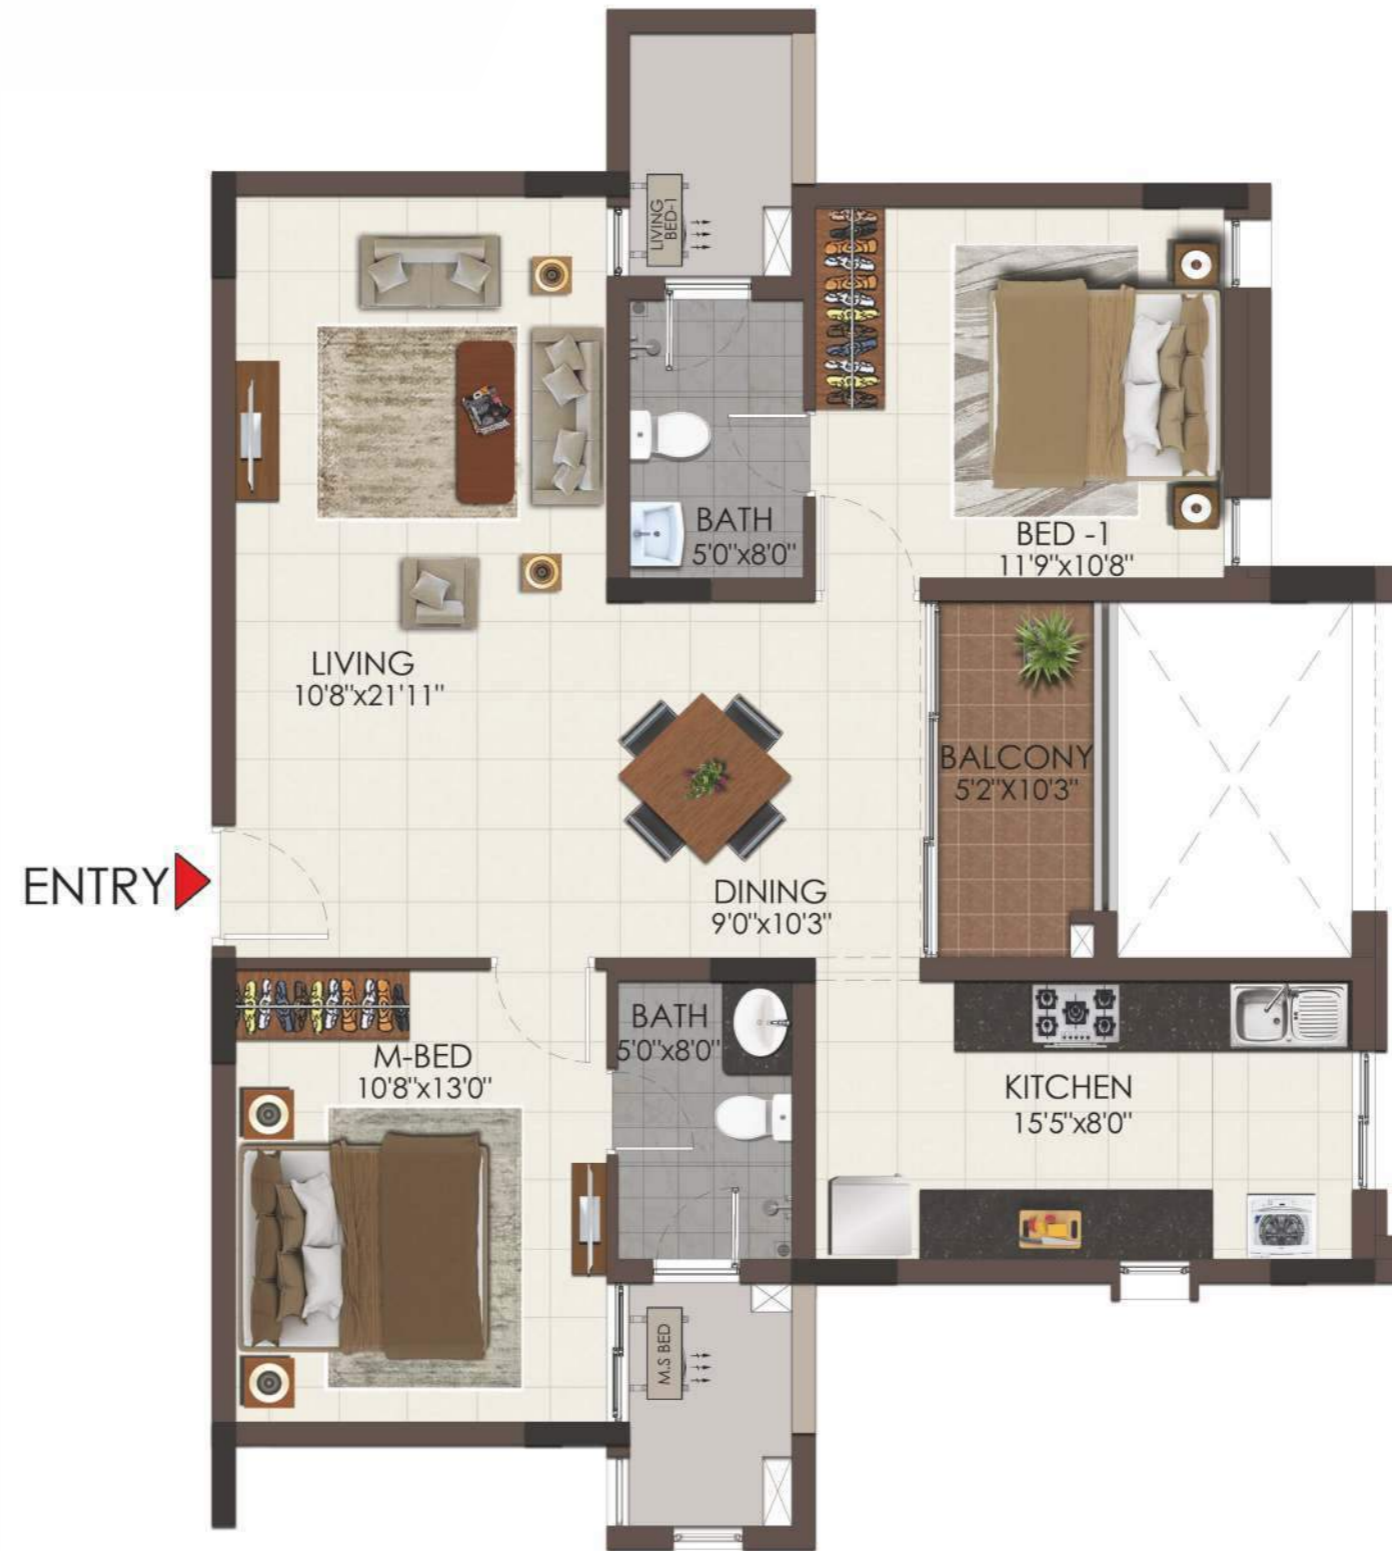 LIVING
BED-1
BATH
5'0"x8'0"
BED -1
11'9"x10'8"
LIVING
10'8"x21'11"
BALCONY
5'2"X10'3"
ENTRY
DINING
9'0"x10'3"
BATH
5'0"x8'0"
M-BED
10'8"x13'0"
KITCHEN
15'5"x8'0"
M.S BED